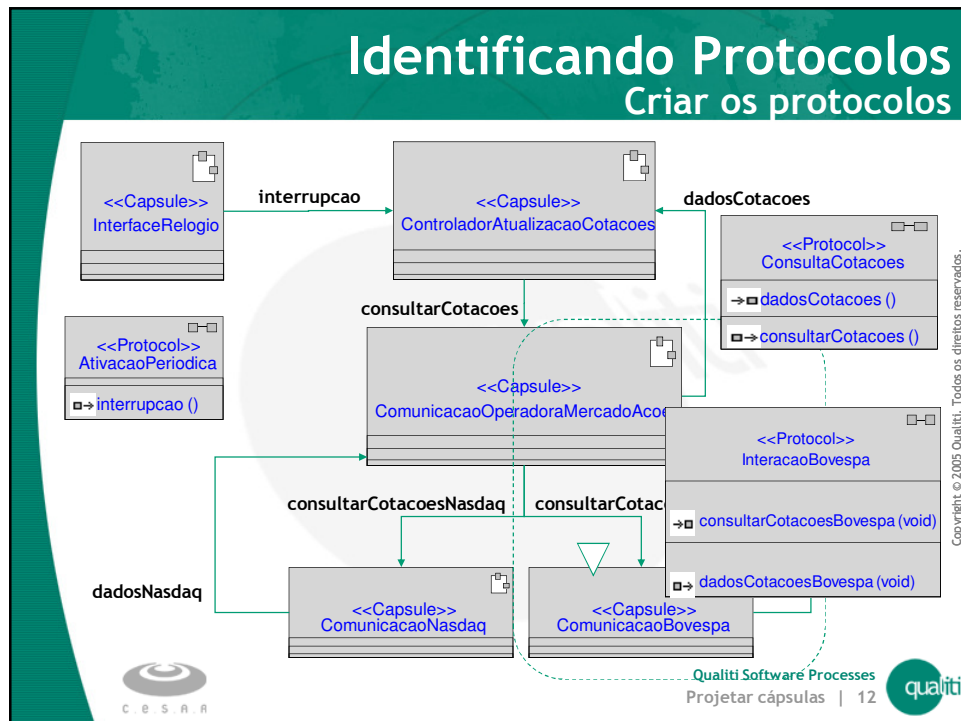 Identificando Protocolos
Criar os protocolos
<<Capsule>>
InterfaceRelogio
interrupcao
<<Capsule>>
ControladorAtualizacaoCotacoes
dadosCotacoes
<<Protocol>>
ConsultaCotacoes
dadosCotacoes ()
consultarCotacoes ()
consultarCotacoes
<<Protocol>>
AtivacaoPeriodica
interrupcao ()
<<Capsule>>
ComunicacaoOperadoraMercadoAcoe
<<Protocol>>
InteracaoBovespa
consultarCotacoesBovespa (void)
dadosCotacoesBovespa (void)
consultarCotacoesNasdaq
consultarCotac
dadosNasdaq
<<Capsule>>
ComunicacaoNasdaq
<<Capsule>>
ComunicacaoBovespa
Copyright © 2005 Qualiti. Todos os direitos reservados.
Qualiti Software Processes
Projetar cápsulas | 12
C.e.S.A.R
qualiti